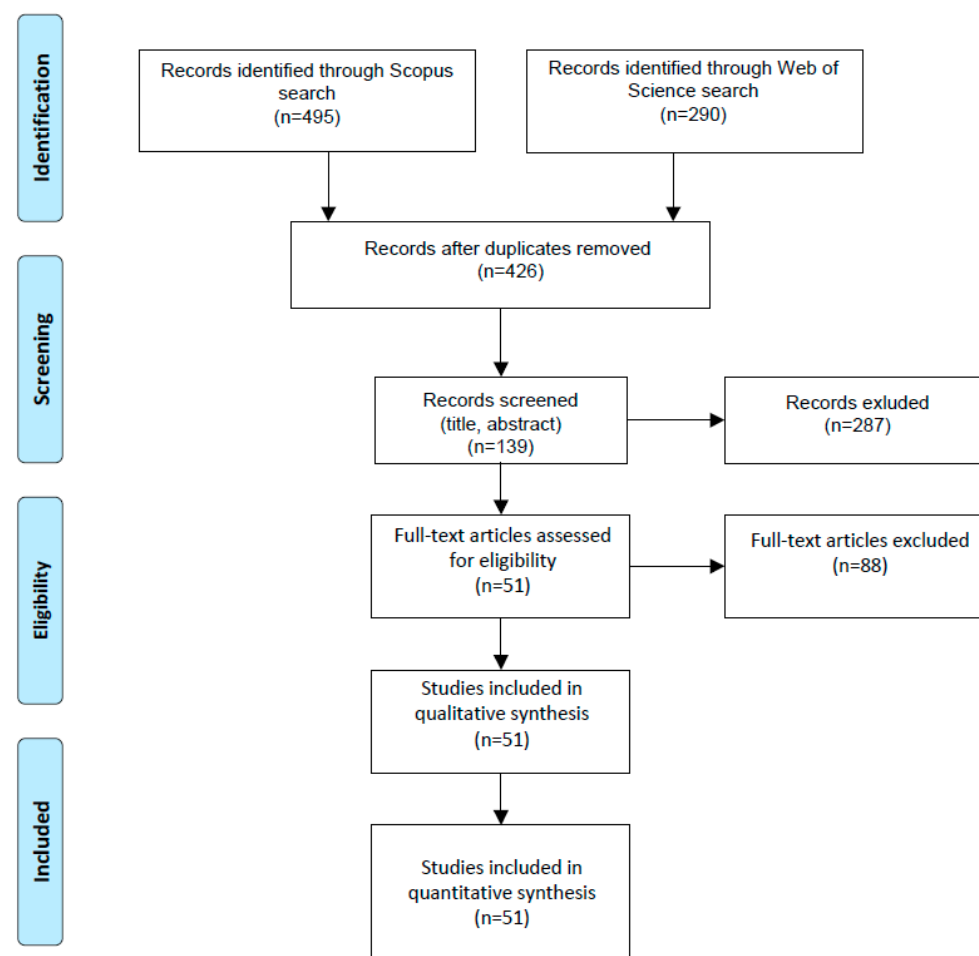 Identification
Records identified through Scopus
search
(n=495)
Records identified through Web of
Science search
(n=290)
Records after duplicates removed
(n=426)
Screening
Records screened
(title, abstract)
(n=139)
Records exluded
(n=287)
Eligibility
Full-text articles assessed
for eligibility
(n=51)
Full-text articles excluded
(n=88)
Studies included in
qualitative synthesis
(n=51)
Included
Studies included in
quantitative synthesis
(n=51)